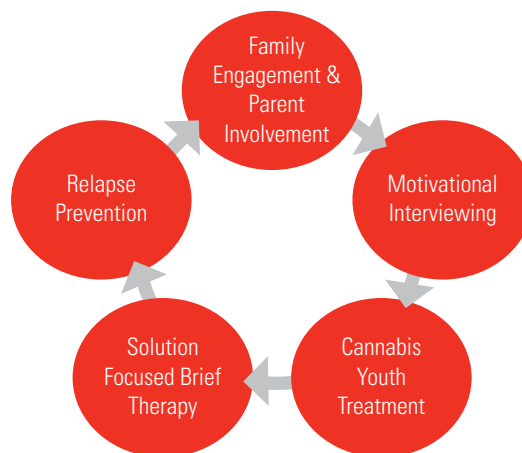 Family
Engagement &
Parent
Involvement
Motivational
Interviewing
Cannabis
Youth
Treatment
Solution
Focused Brief
Therapy
Relapse
Prevention